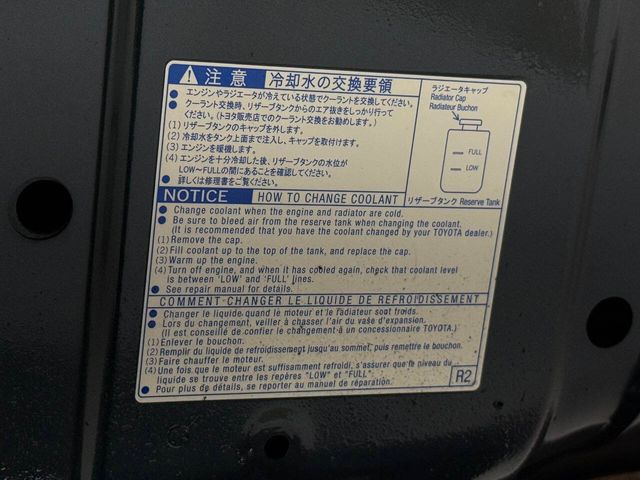 注意 冷却水の交換要領
● エンジンやラジエータが冷えている状態でクーラントを交換してください。
● クーラント交換時、リザーブタンクからのエア抜きをしっかり行って
ください。(トヨタ販売店でのクーラント交換をお勧めします。)
(1) リザーブタンクのキャップを外します。
(2) 冷却水をタンク上面まで注入し、キャップを取付けます。
(3) エンジンを暖機します。
(4) エンジンを十分冷却した後、リザーブタンクの水位が
LOW〜FULLの間にあることを確認してください。
● 詳しくは修理書をご覧ください。
ラジエータキャップ
Radiator Cap
Radiateur Buchon
FULL
LOW
リザーブタンク Reserve Tank
NOTICE HOW TO CHANGE COOLANT
● Change coolant when the engine and radiator are cold.
● Be sure to bleed air from the reserve tank when changing the coolant.
(It is recommended that you have the coolant changed by your TOYOTA dealer.)
(1) Remove the cap.
(2) Fill coolant up to the top of the tank, and replace the cap.
(3) Warm up the engine.
(4) Turn off engine, and when it has cooled again, check that coolant level
is between "LOW" and "FULL" lines.
● See repair manual for details.
COMMENT CHANGER LE LIQUIDE DE REFROIDISSEMENT
● Changer le liquide quand le moteur et le radiateur sont froids.
● Lors du changement, veiller à chasser l'air du vase d'expansion.
(Il est conseille de confier le changement à un concessionnaire TOYOTA.)
(1) Enlever le bouchon.
(2) Remplir du liquide de refroidissement jusqu'au sommet, puis remettre le bouchon.
(3) Faire chauffer le moteur.
(4) Une fois que le moteur est suffisamment refroidi, s'assurer que le niveau du
liquide se trouve entre les repères "LOW" et "FULL".
● Pour plus de détails, se reporter au manuel de réparation.
R2